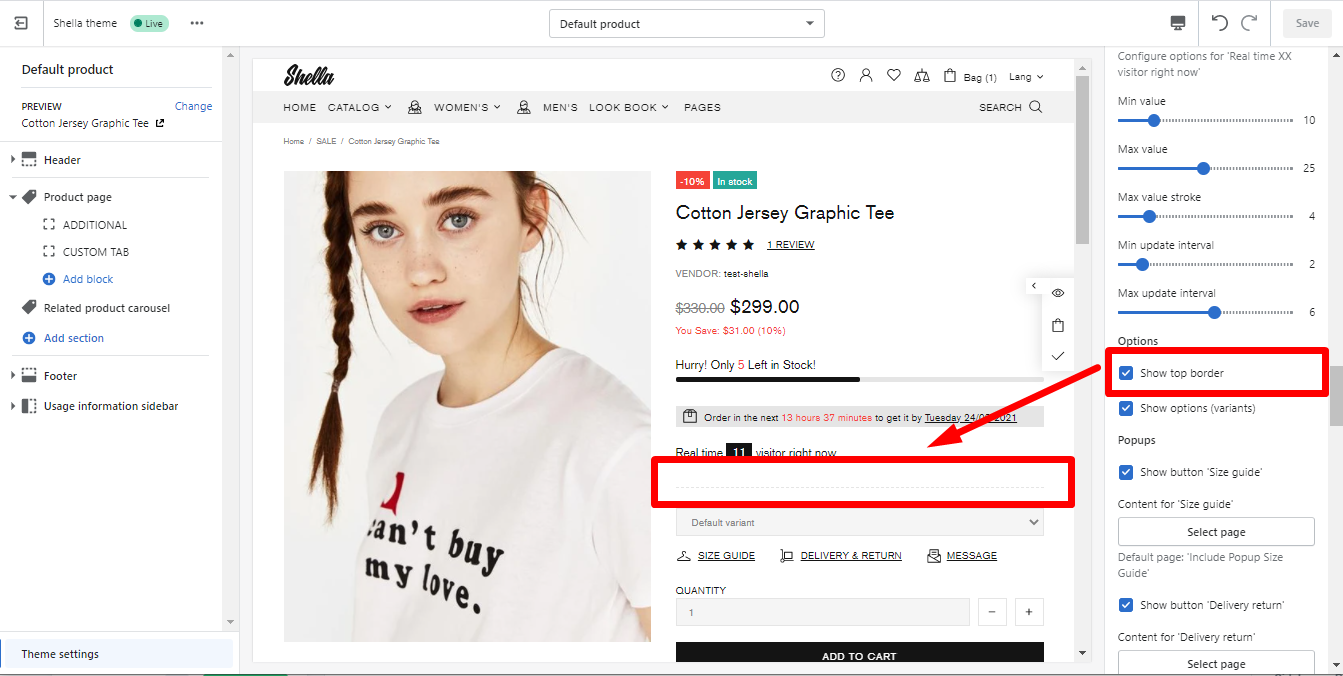 Shella theme
Live
Default product
Save
Default product
PREVIEW
Change
Cotton Jersey Graphic Tee
Header
Product page
ADDITIONAL
CUSTOM TAB
Add block
Related product carousel
Add section
Footer
Usage information sidebar
Theme settings
Shella
Bag (1)
Lang
HOME
CATALOG
WOMEN'S
MEN'S
LOOK BOOK
PAGES
SEARCH
Home / SALE / Cotton Jersey Graphic Tee
can't buy
my love.
-10%
In stock
Cotton Jersey Graphic Tee
1 REVIEW
VENDOR: test-shella
$330.00 $299.00
You Save: $31.00 (10%)
Hurry! Only 5 Left in Stock!
Order in the next 13 hours 37 minutes to get it by Tuesday 24/ 2021
Real time 11 visitor right now
Default variant
SIZE GUIDE
DELIVERY & RETURN
MESSAGE
QUANTITY
1
−
+
ADD TO CART
Configure options for 'Real time XX
visitor right now'
Min value
10
Max value
25
Max value stroke
4
Min update interval
2
Max update interval
6
Options
Show top border
Show options (variants)
Popups
Show button 'Size guide'
Content for 'Size guide'
Select page
Default page: 'Include Popup Size
Guide'
Show button 'Delivery return'
Content for 'Delivery return'
Select page